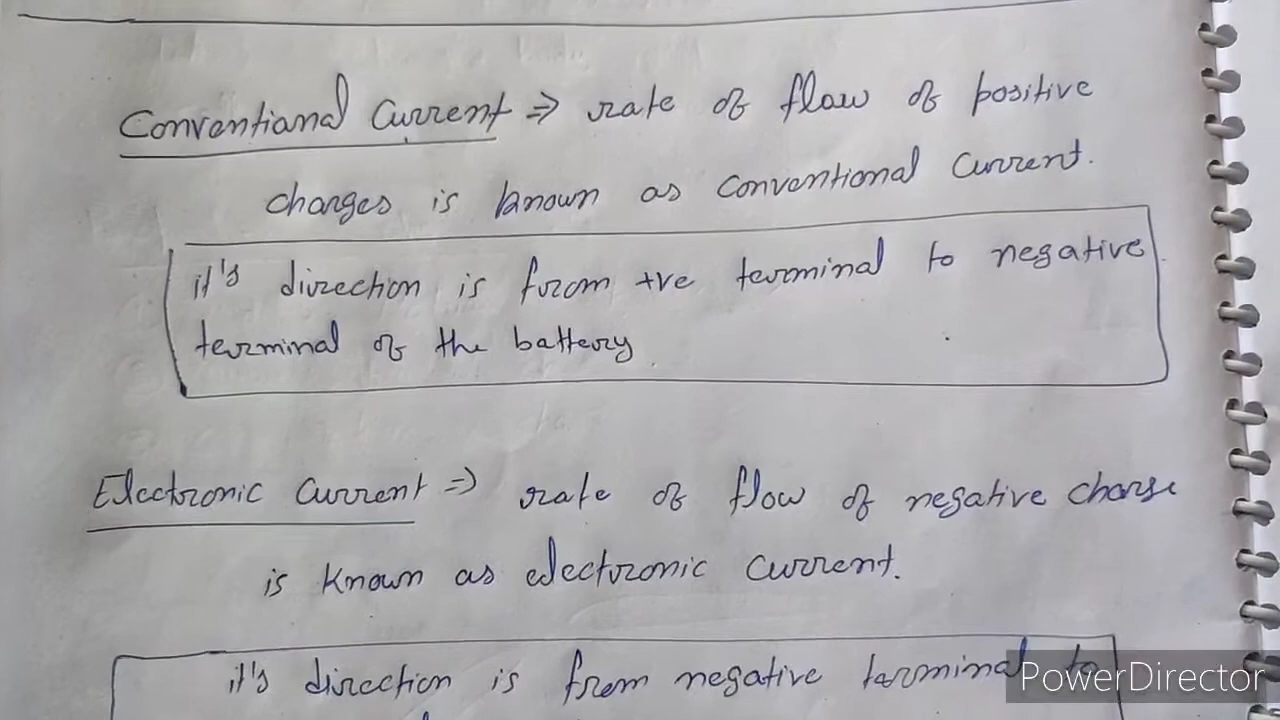 Conventianal Current ⇒ rate of flow of positive
charges is known as conventional current.
it's direction is from +ve terminal to negative
terminal of the battery
Electronic current ⇒ rate of flow of negative charge
is known as electronic current.
it's direction is from negative terminal to
PowerDirector